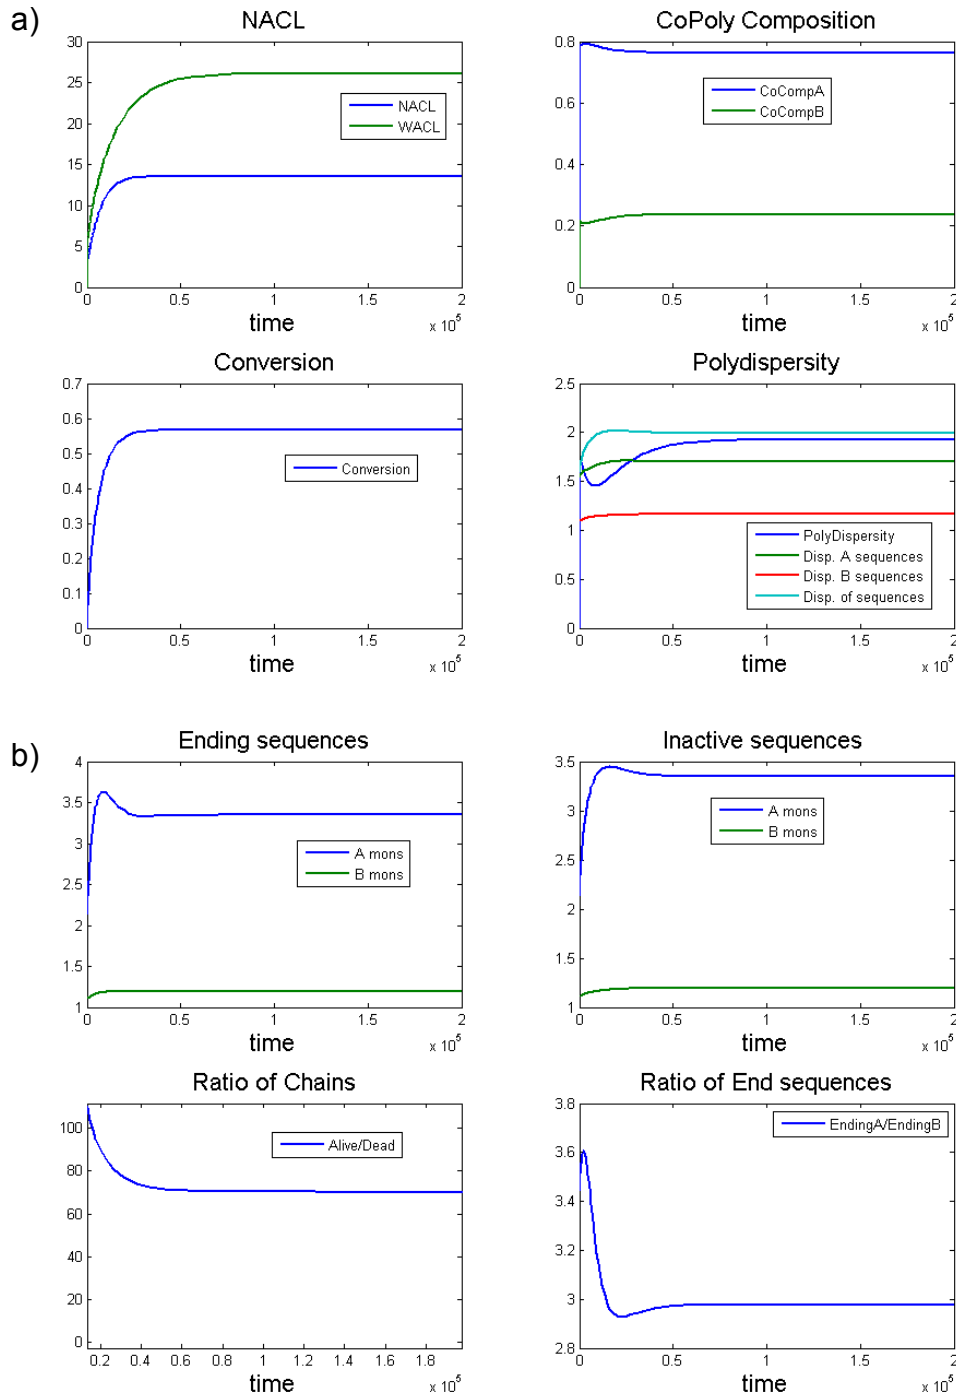 a)
NACL
30
25
20
15
10
5
0
NACL
WACL
0 0.5 1 1.5 2
time
x 10^5
CoPoly Composition
0.8
0.6
0.4
0.2
0
CoCompA
CoCompB
0 0.5 1 1.5 2
time
x 10^5
Conversion
0.7
0.6
0.5
0.4
0.3
0.2
0.1
0
Conversion
0 0.5 1 1.5 2
time
x 10^5
Polydispersity
2.5
2
1.5
1
0.5
0
PolyDispersity
Disp. A sequences
Disp. B sequences
Disp. of sequences
0 0.5 1 1.5 2
time
x 10^5
b)
Ending sequences
4
3.5
3
2.5
2
1.5
1
A mons
B mons
0 0.5 1 1.5 2
time
x 10^5
Inactive sequences
3.5
3
2.5
2
1.5
1
A mons
B mons
0 0.5 1 1.5 2
time
x 10^5
Ratio of Chains
100
80
60
40
20
0
Alive/Dead
0.2 0.4 0.6 0.8 1 1.2 1.4 1.6 1.8
time
x 10^5
Ratio of End sequences
3.8
3.6
3.4
3.2
3
2.8
EndingA/EndingB
0 0.5 1 1.5 2
time
x 10^5